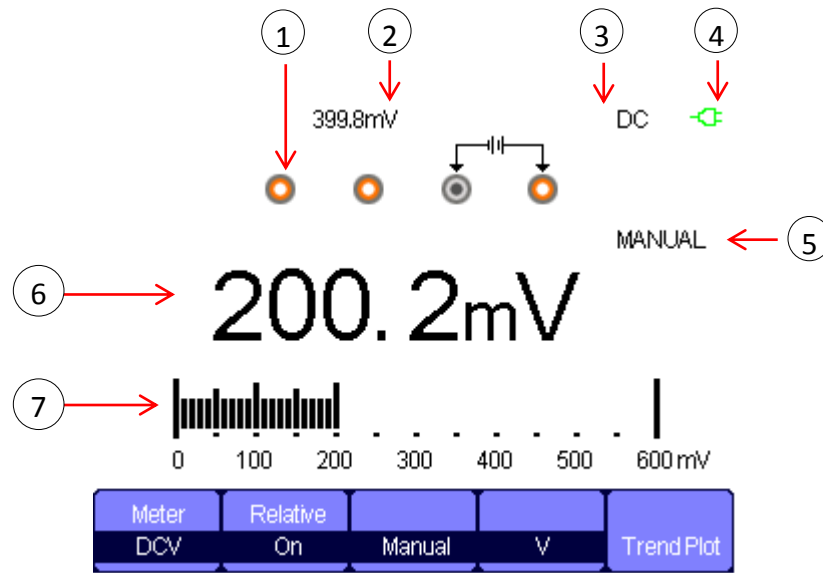 1 2 3 4
399.8mV DC
MANUAL 5
6 200.2mV
7
0 100 200 300 400 500 600 mV
Meter Relative
DCV On Manual V Trend Plot